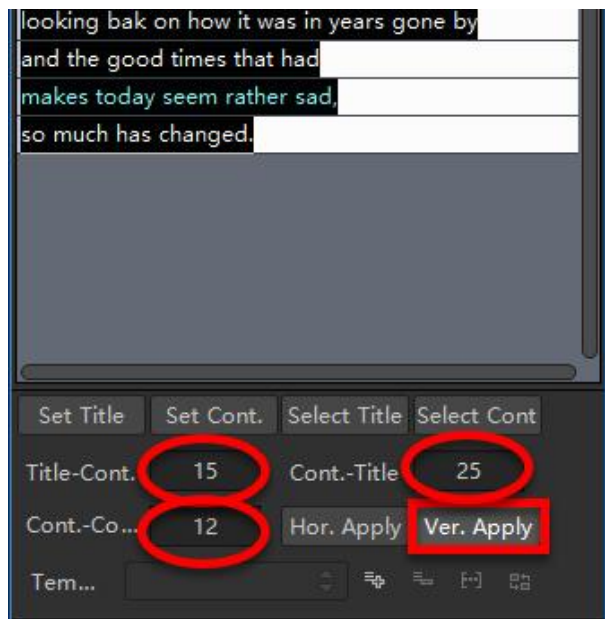 looking bak on how it was in years gone by
and the good times that had
makes today seem rather sad,
so much has changed.
Set Title Set Cont. Select Title Select Cont
Title-Cont. 15 Cont.-Title 25
Cont.-Co... 12 Hor. Apply Ver. Apply
Tem...